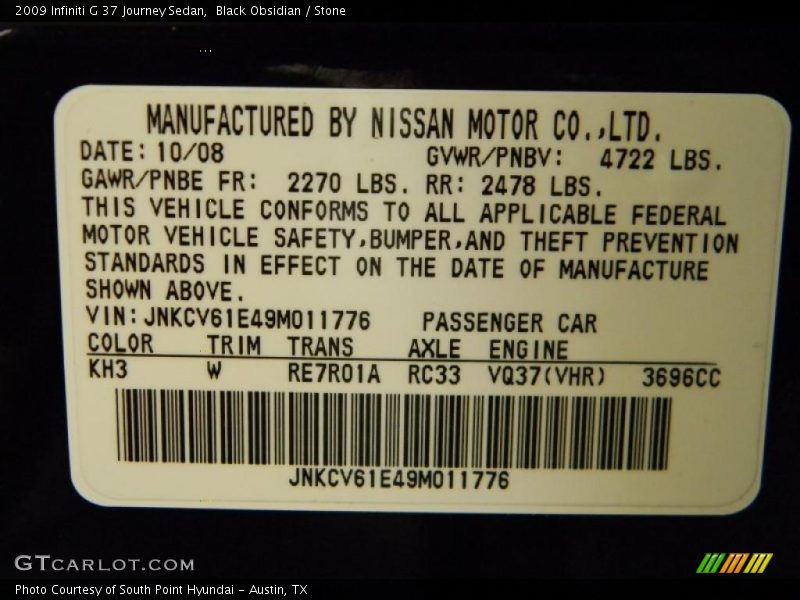 2009 Infiniti G 37 Journey Sedan,  Black Obsidian / Stone
MANUFACTURED BY NISSAN MOTOR CO.,LTD.
DATE: 10/08 GVWR/PNBV: 4722 LBS.
GAWR/PNBE FR: 2270 LBS. RR: 2478 LBS.
THIS VEHICLE CONFORMS TO ALL APPLICABLE FEDERAL
MOTOR VEHICLE SAFETY,BUMPER,AND THEFT PREVENTION
STANDARDS IN EFFECT ON THE DATE OF MANUFACTURE
SHOWN ABOVE.
VIN: JNKCV61E49M011776 PASSENGER CAR
COLOR TRIM TRANS AXLE ENGINE
KH3 W RE7R01A RC33 VQ37(VHR) 3696CC
JNKCV61E49M011776
GTCARLOT.COM
Photo Courtesy of South Point Hyundai - Austin, TX